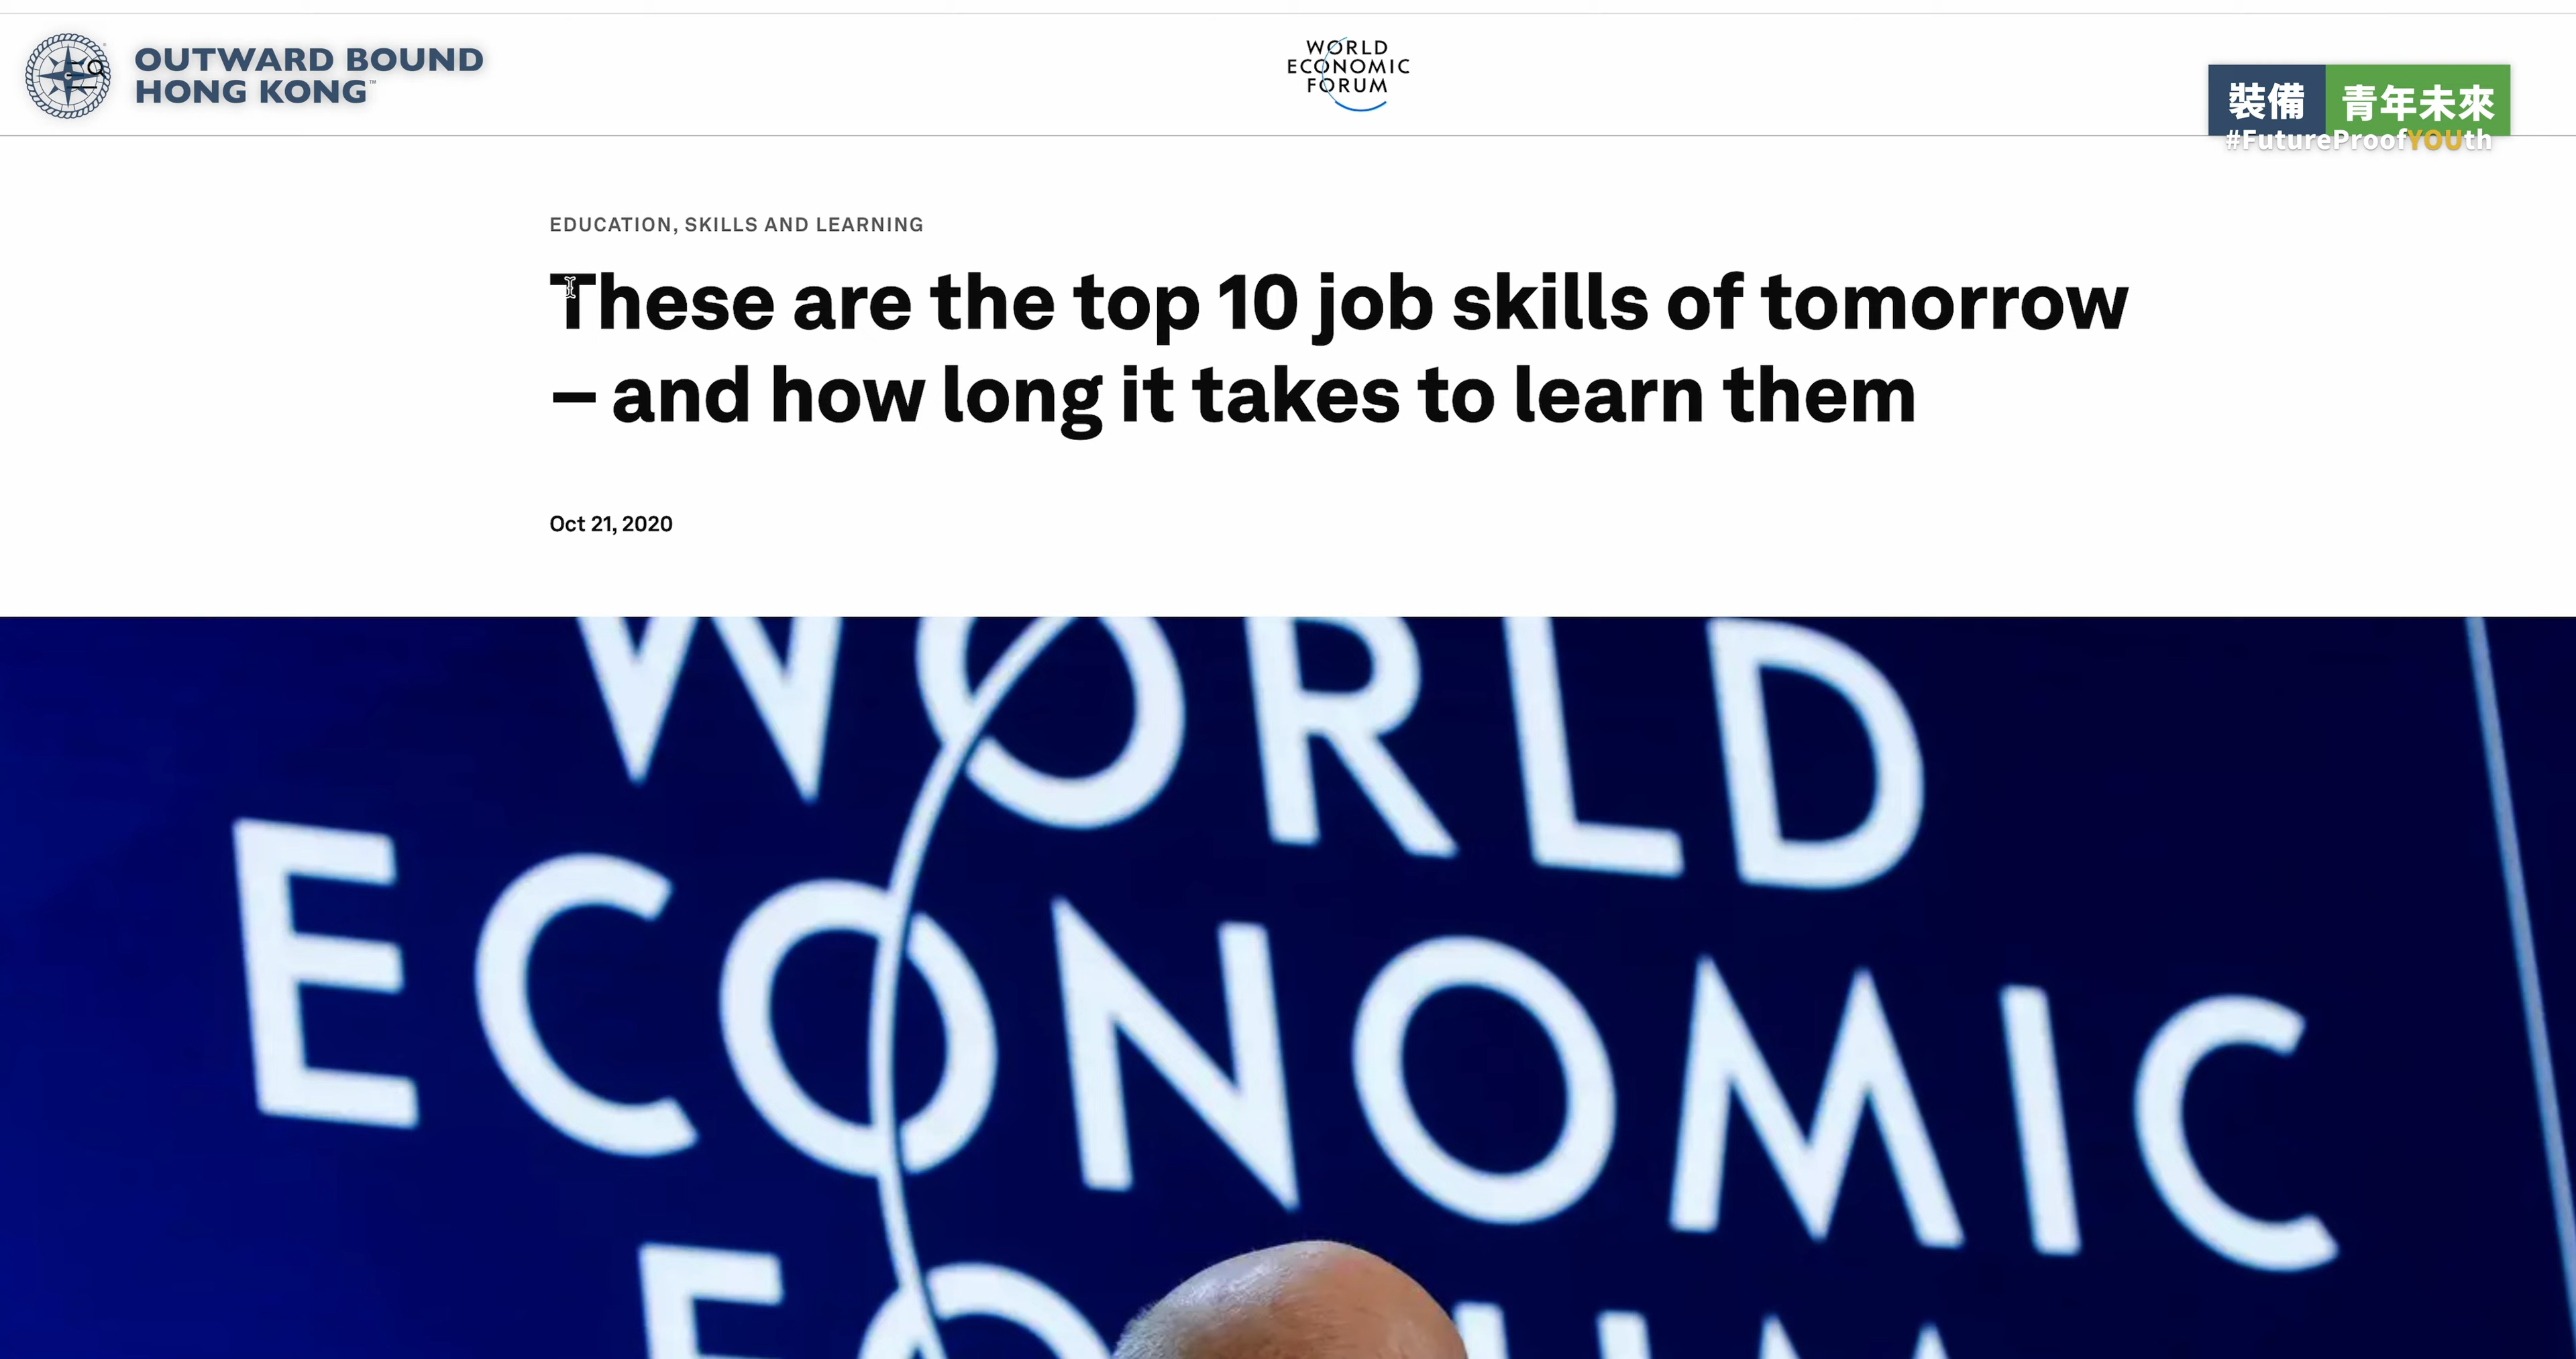 OUTWARD BOUND
HONG KONG™
WORLD
ECONOMIC
FORUM
裝備 青年未來
#FutureProofYOUth
EDUCATION, SKILLS AND LEARNING
These are the top 10 job skills of tomorrow
– and how long it takes to learn them
Oct 21, 2020
WORLD
ECONOMIC